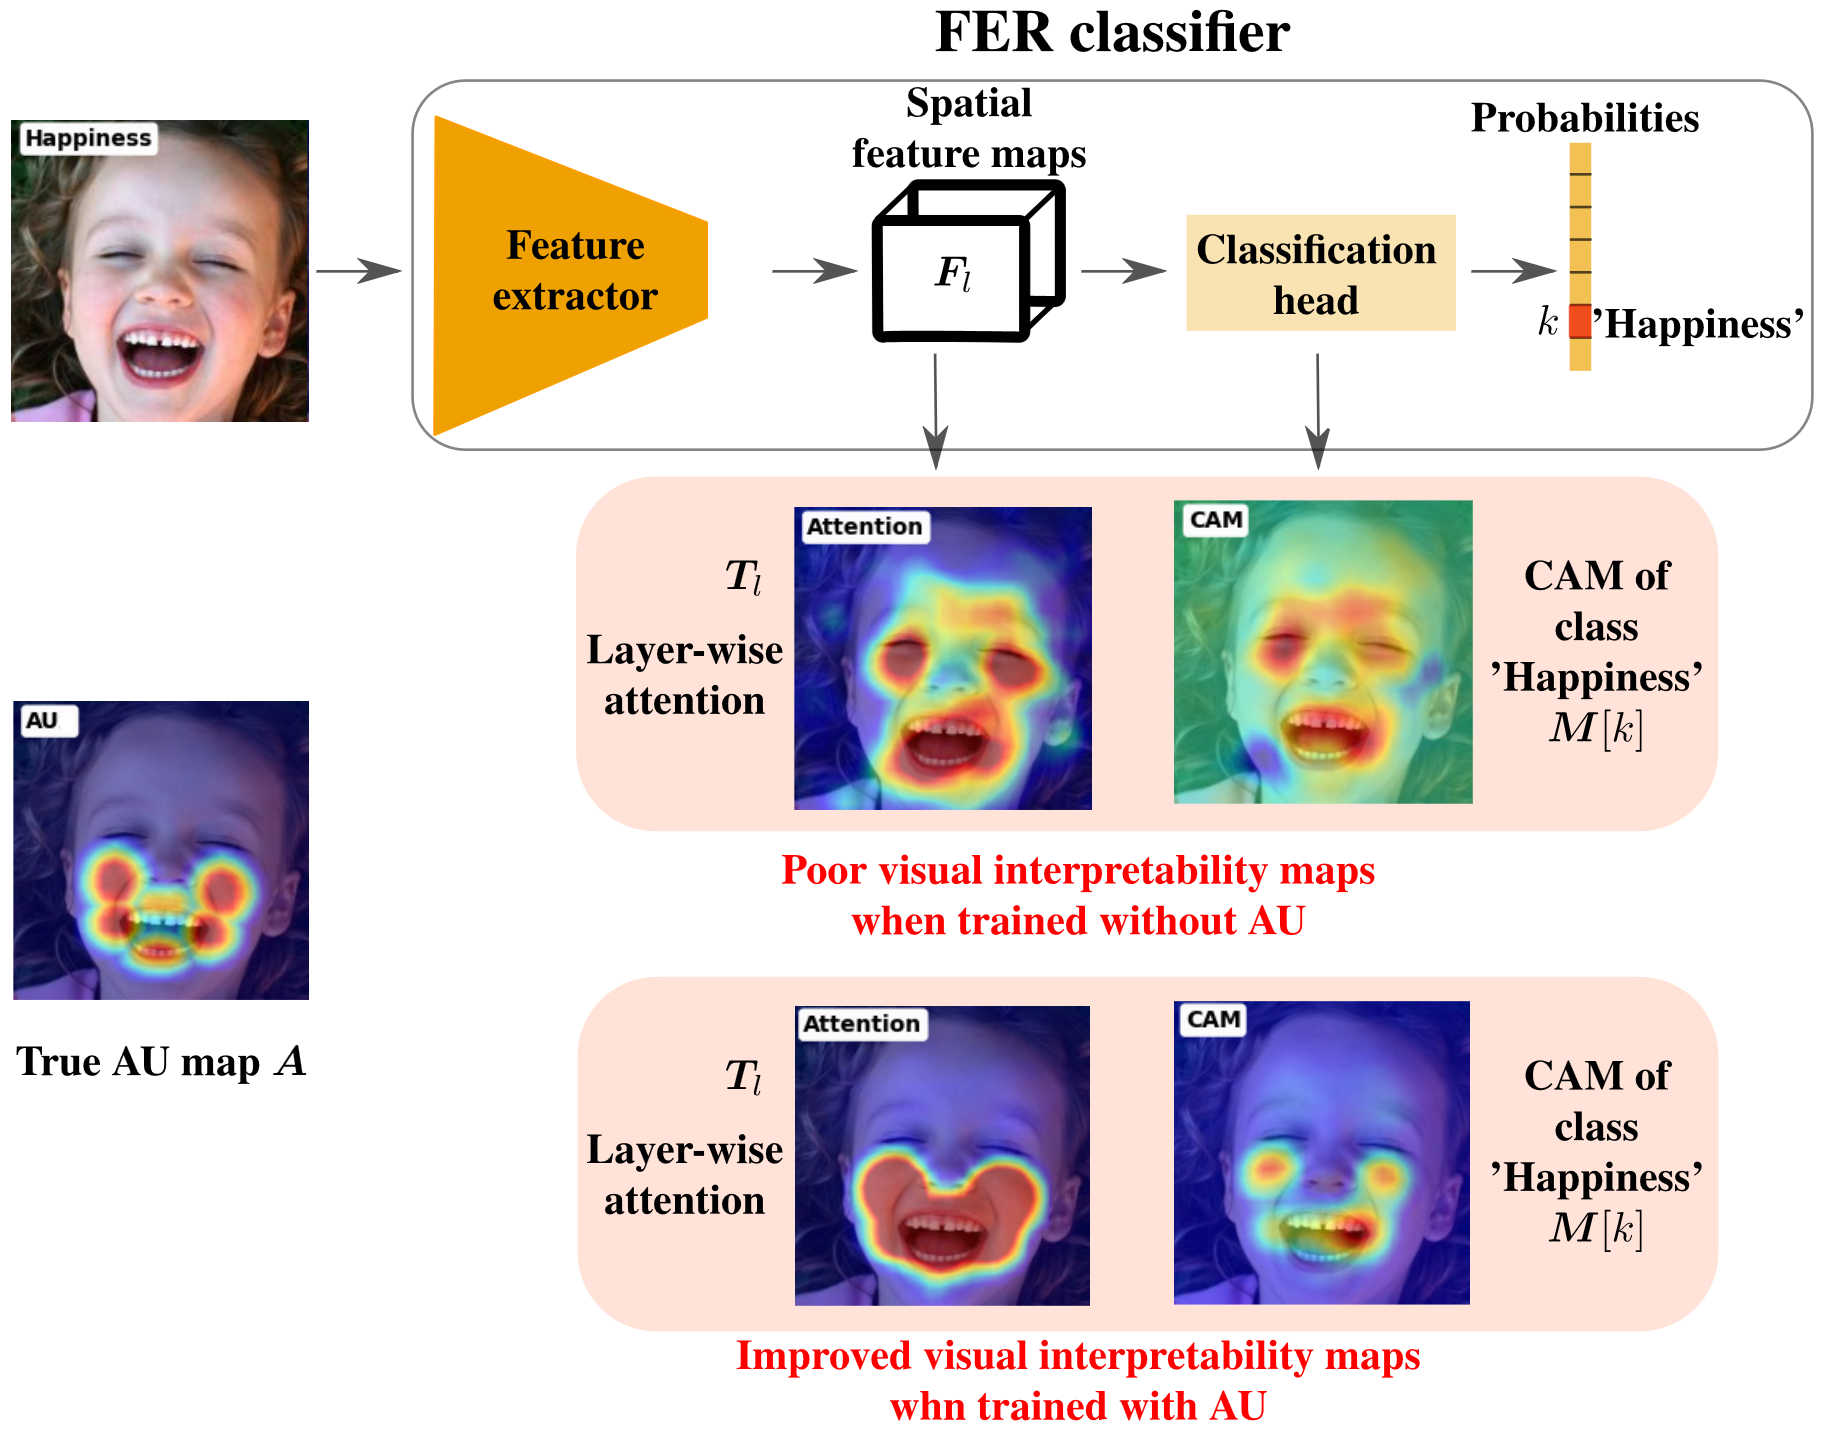 FER classifier
Happiness
Feature
extractor
Spatial
feature maps
F_l
Classification
head
Probabilities
k
’Happiness’
Attention
CAM
T_l
Layer-wise
attention
CAM of
class
’Happiness’
M[k]
AU
True AU map A
Poor visual interpretability maps
when trained without AU
Attention
CAM
T_l
Layer-wise
attention
CAM of
class
’Happiness’
M[k]
Improved visual interpretability maps
whn trained with AU